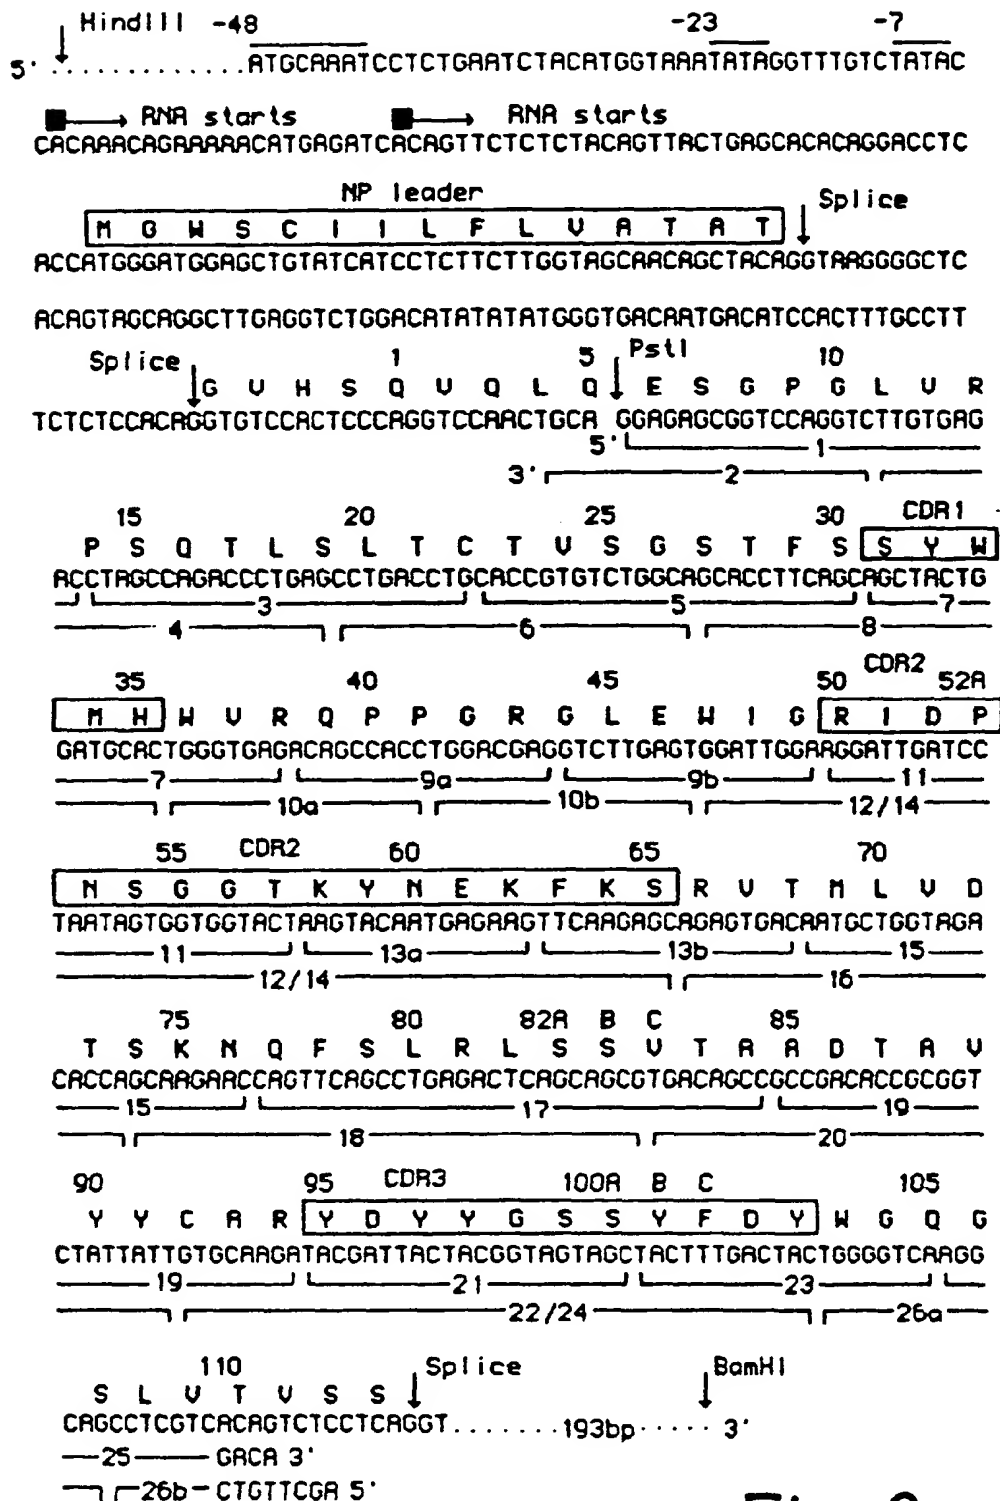 HindIII -48 -23 -7
5' ..............ATGCAAATCCTCTGAATCTACATGGTAAATATAGGTTTGTCTATAC
RNA starts RNA starts
CACAAACAGAAAAACATGAGATCACAGTTCTCTCTACAGTTACTGAGCACACAGGACCTC
NP leader Splice
M G W S C I I L F L V A T A T
ACCATGGGATGGAGCTGTATCATCCTCTTCTTGGTAGCAACAGCTACAGGTAAGGGGCTC
ACAGTAGCAGGCTTGAGGTCTGGACATATATATGGGTGACAATGACATCCACTTTGCCTT
Splice 1 5 PstI 10
G V H S Q V Q L Q E S G P G L V R
TCTCTCCACAGGTGTCCACTCCCAGGTCCAACTGCA GGAGAGCGGTCCAGGTCTTGTGAG
5' 1
3' 2
15 20 25 30 CDR1
P S Q T L S L T C T V S G S T F S S Y W
ACCTAGCCAGACCCTGAGCCTGACCTGCACCGTGTCTGGCAGCACCTTCAGCAGCTACTG
3 5 7
4 6 8
35 40 45 50 CDR2 52A
M H W V R Q P P G R G L E W I G R I D P
GATGCACTGGGTGAGACAGCCACCTGGACGAGGTCTTGAGTGGATTGGAAGGATTGATCC
7 9a 9b 11
10a 10b 12/14
55 CDR2 60 65 70
N S G G T K Y N E K F K S R V T M L V D
TAATAGTGGTGGTACTAAGTACAATGAGAAGTTCAAGAGCAGAGTGACAATGCTGGTAGA
11 13a 13b 15
12/14 16
75 80 82A B C 85
T S K N Q F S L R L S S V T A A D T A V
CACCAGCAAGAACCAGTTCAGCCTGAGACTCAGCAGCGTGACAGCCGCCGACACCGCGGT
15 17 19
18 20
90 95 CDR3 100A B C 105
Y Y C A R Y D Y Y G S S Y F D Y W G Q G
CTATTATTGTGCAAGATACGATTACTACGGTAGTAGCTACTTTGACTACTGGGGTCAAGG
19 21 23
22/24 26a
110 Splice BamHI
S L V T V S S
CAGCCTCGTCACAGTCTCCTCAGGT........193bp...... 3'
25 GACA 3'
26b CTGTTCGA 5'